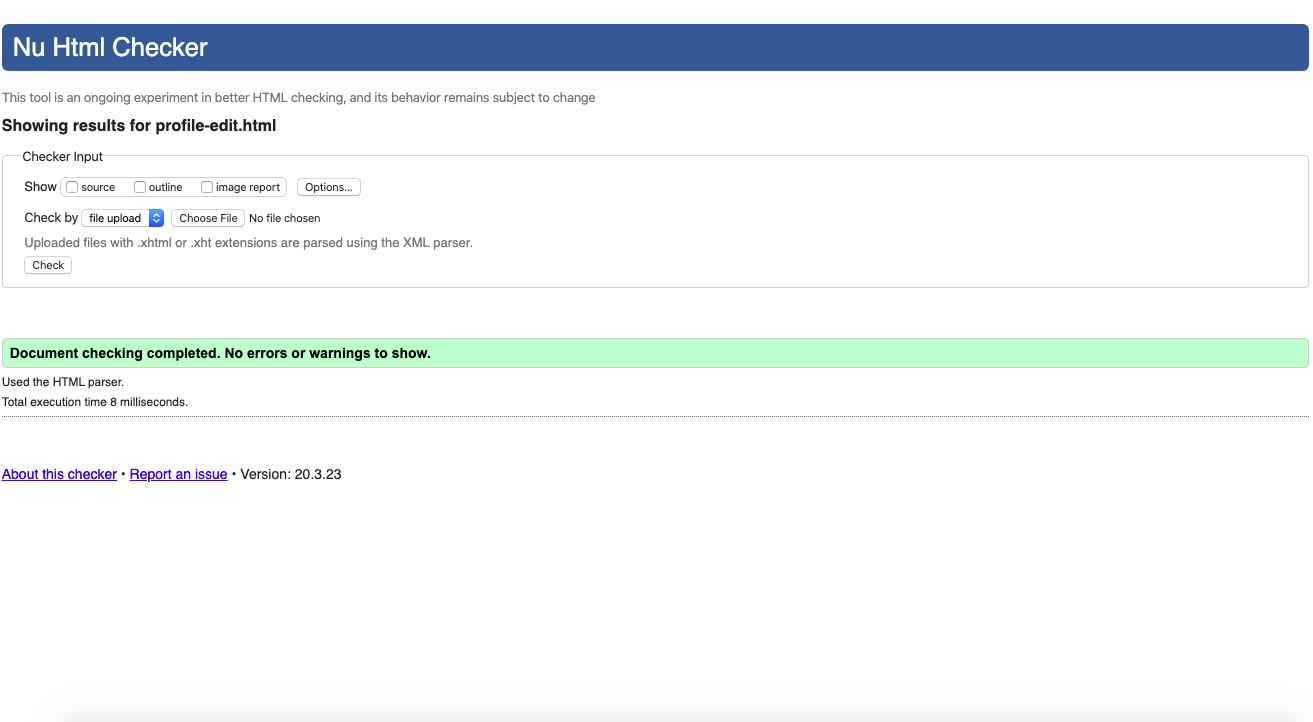 Nu Html Checker
This tool is an ongoing experiment in better HTML checking, and its behavior remains subject to change
Showing results for profile-edit.html
Checker Input
Show source outline image report Options...
Check by file upload Choose File No file chosen
Uploaded files with .xhtml or .xht extensions are parsed using the XML parser.
Check
Document checking completed. No errors or warnings to show.
Used the HTML parser.
Total execution time 8 milliseconds.
About this checker • Report an issue • Version: 20.3.23